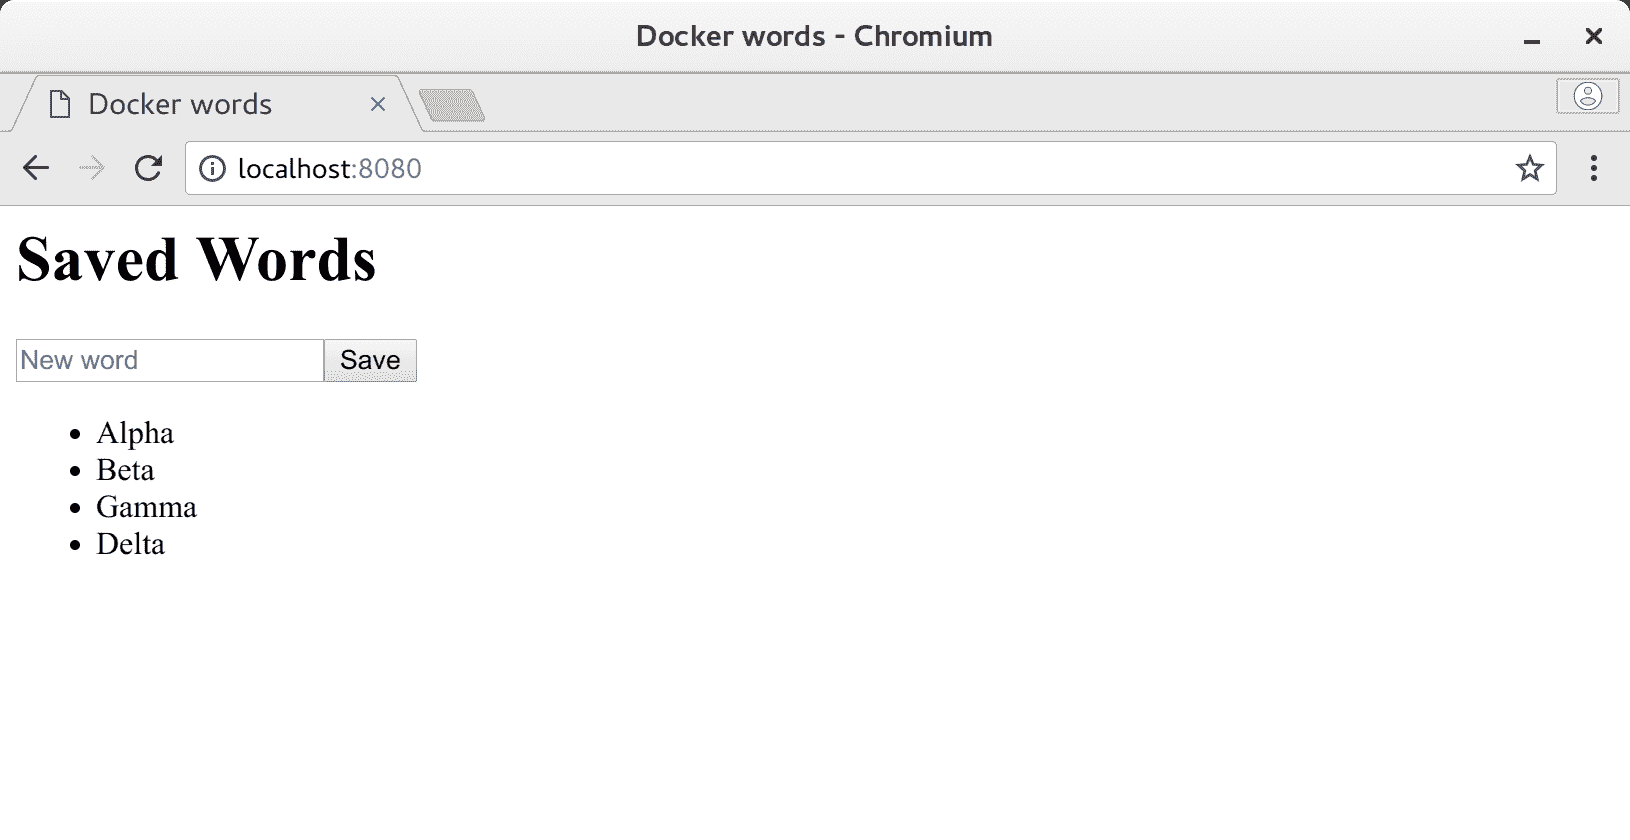 Docker words - Chromium
Docker words
localhost:8080
Saved Words
New word Save
Alpha
Beta
Gamma
Delta